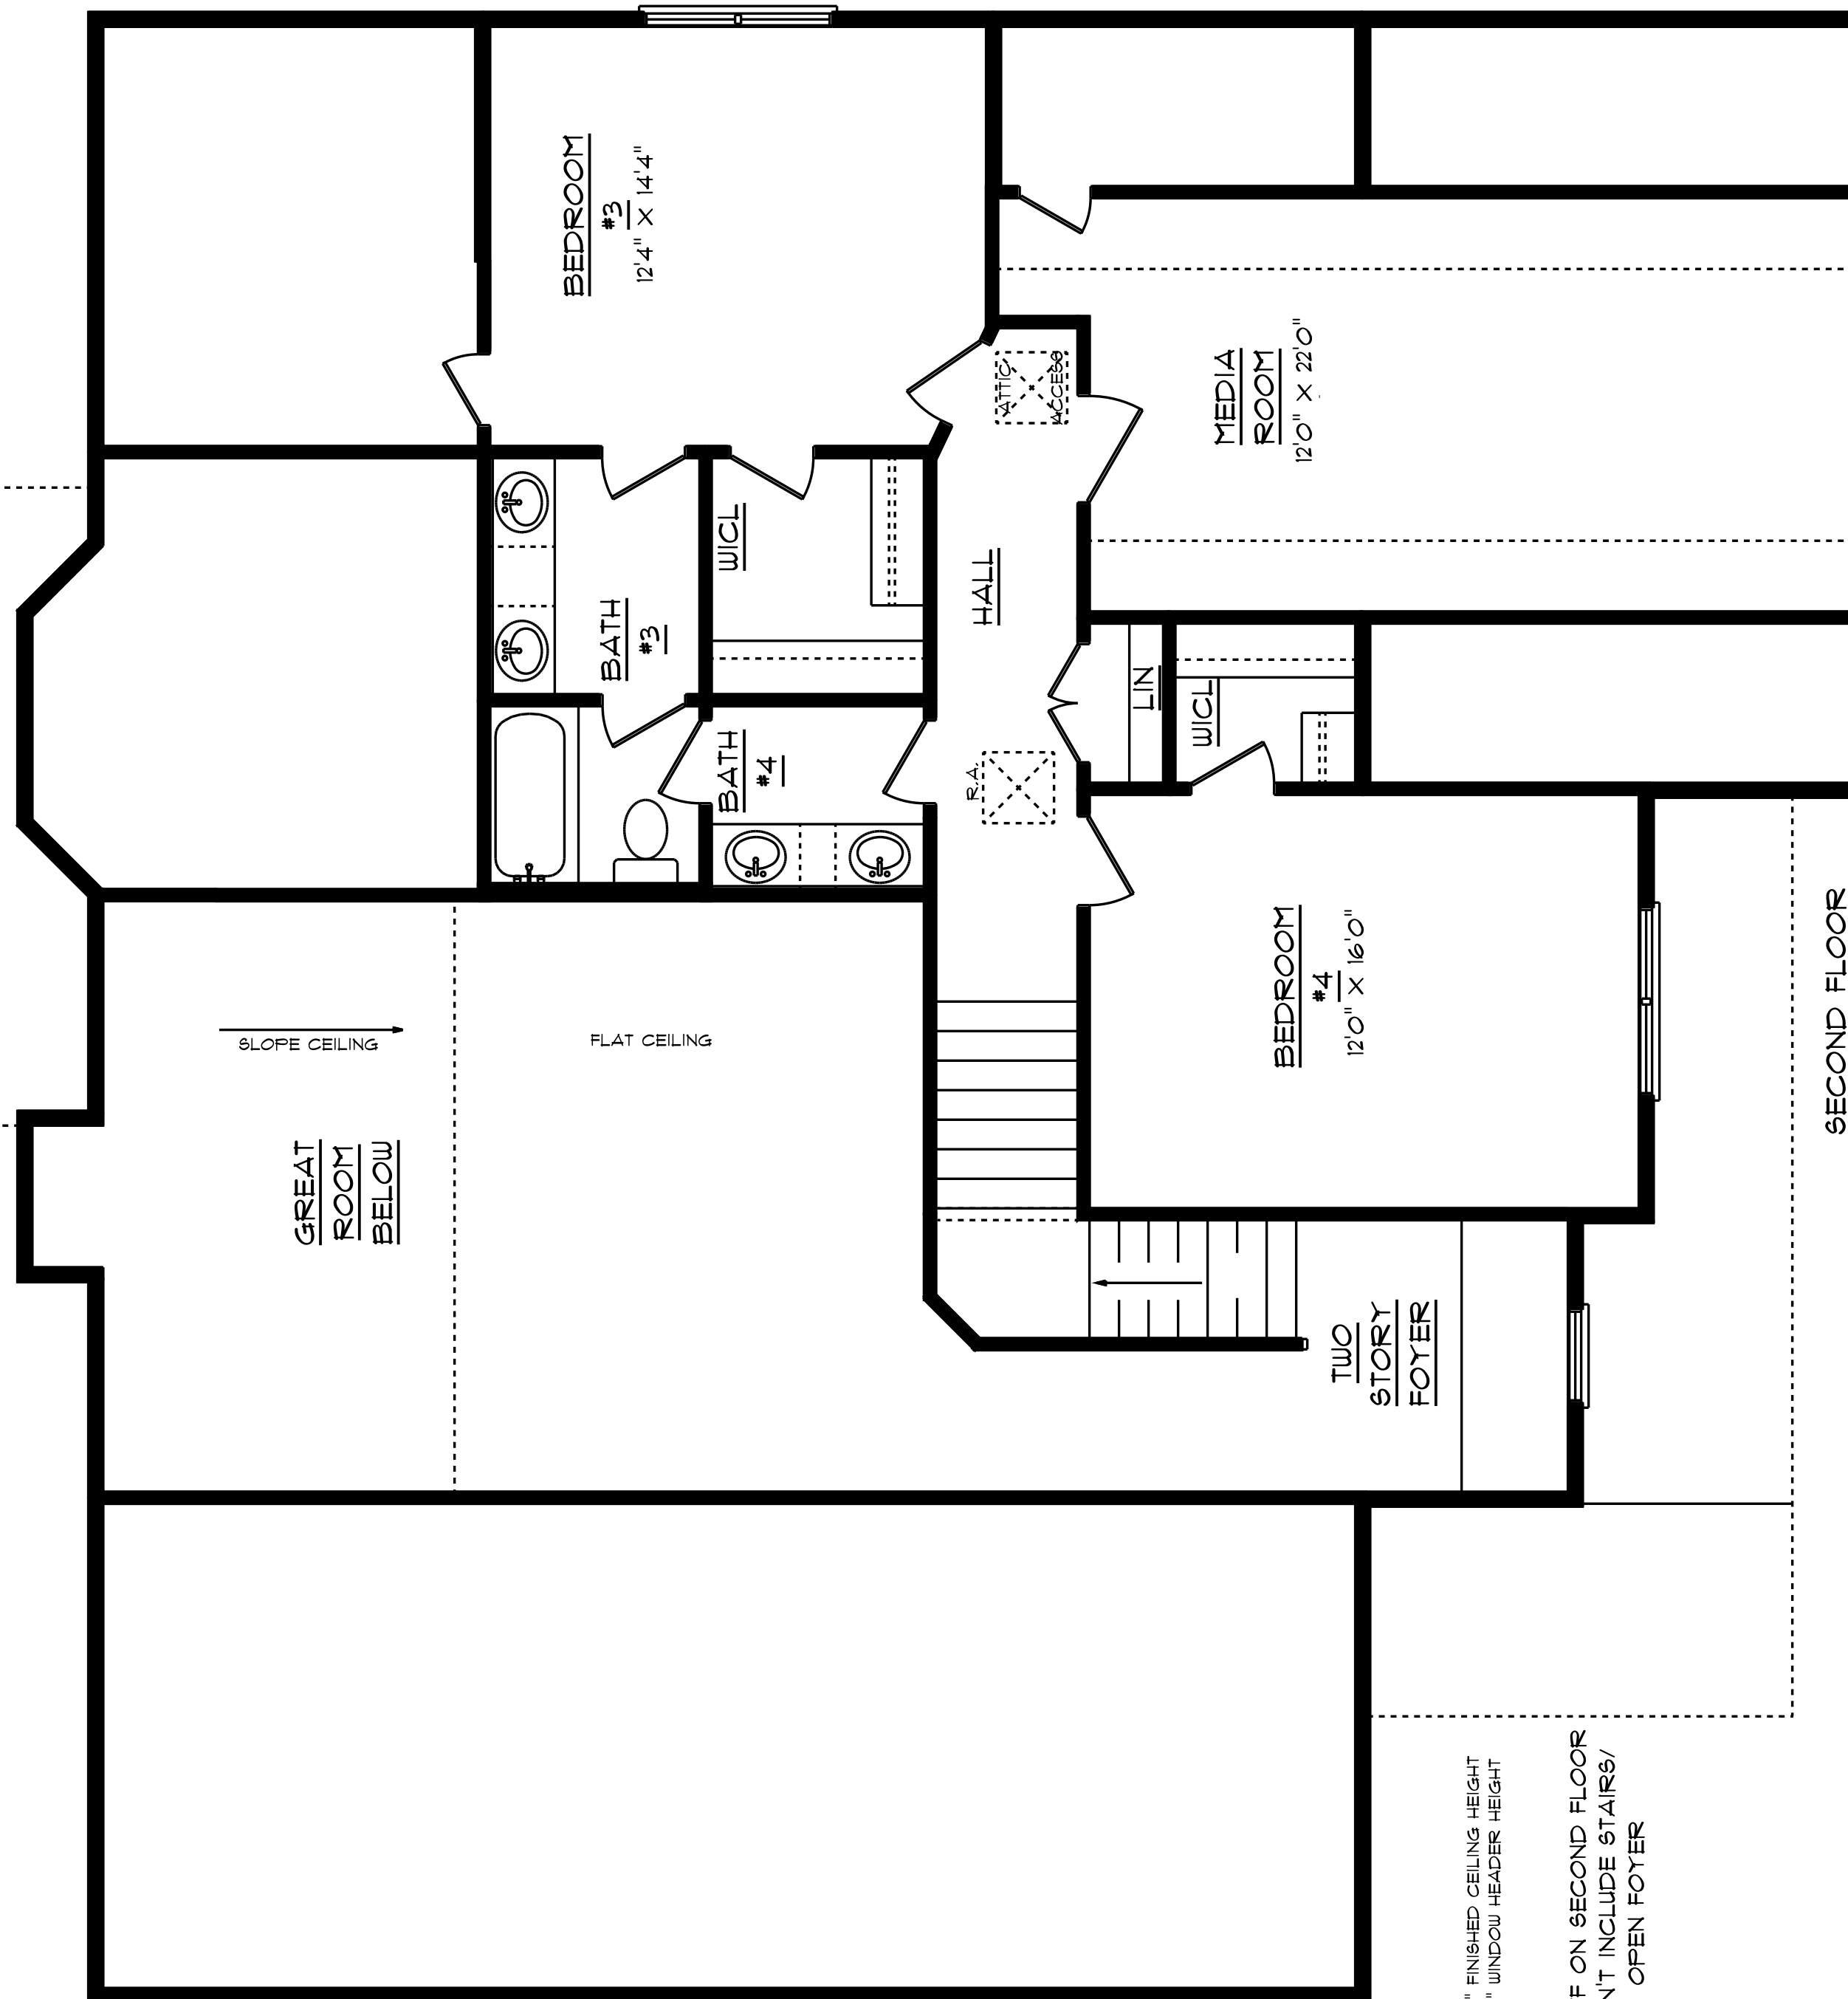 BEDROOM
#3
12'4" X 14'4"
MEDIA
ROOM
12'0" X 22'0"
ATTIC
ACCESS
WICL
HALL
BATH
#3
LIN
WICL
BATH
#4
R.A.
BEDROOM
#4
12'0" X 16'0"
SECOND FLOOR
SLOPE CEILING
FLAT CEILING
GREAT
ROOM
BELOW
TWO
STORY
FOYER
" FINISHED CEILING HEIGHT
" WINDOW HEADER HEIGHT
F ON SECOND FLOOR
N'T INCLUDE STAIRS/
OPEN FOYER